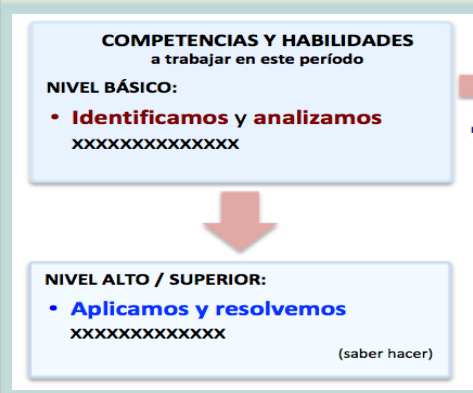 COMPETENCIAS Y HABILIDADES
a trabajar en este período
NIVEL BÁSICO:
• Identificamos y analizamos
xxxxxxxxxxxxxx
NIVEL ALTO / SUPERIOR:
• Aplicamos y resolvemos
xxxxxxxxxxxxx
(saber hacer)